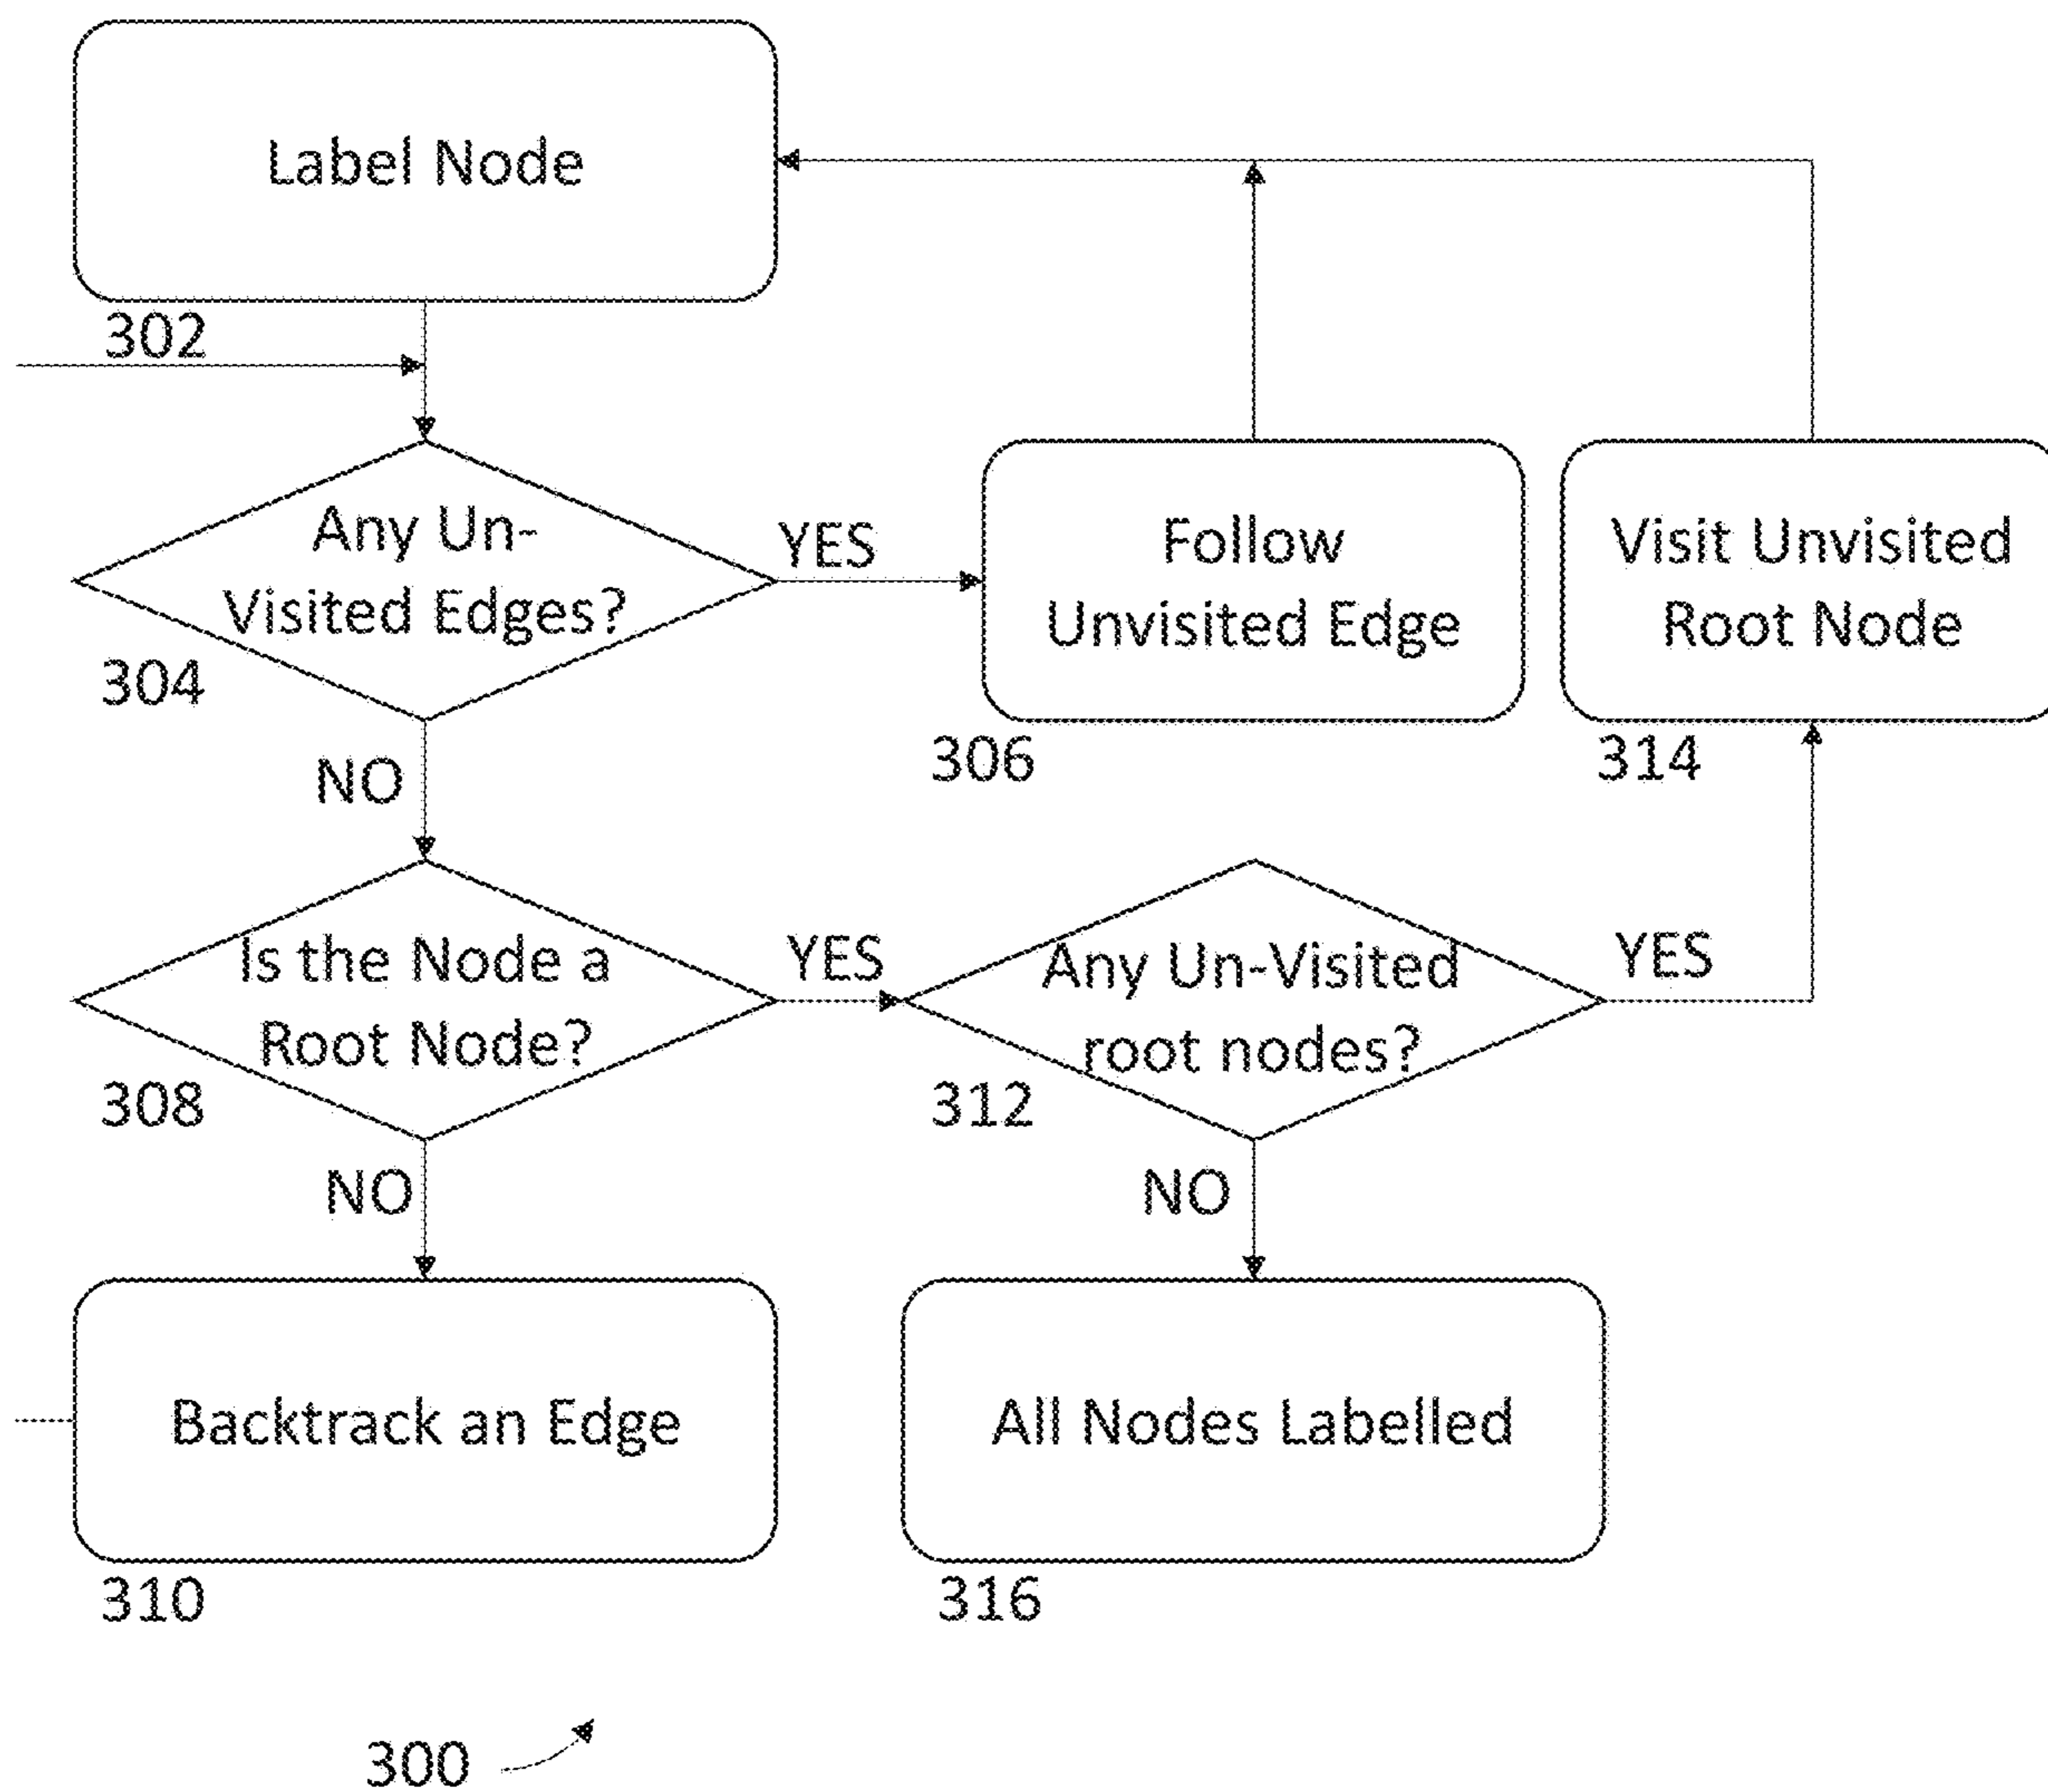 Label Node
302
Any Un-
Visited Edges?
YES
304
Follow
Unvisited Edge
306
Visit Unvisited
Root Node
314
NO
Is the Node a
Root Node?
YES
308
Any Un-Visited
root nodes?
YES
312
NO
NO
Backtrack an Edge
310
All Nodes Labelled
316
300